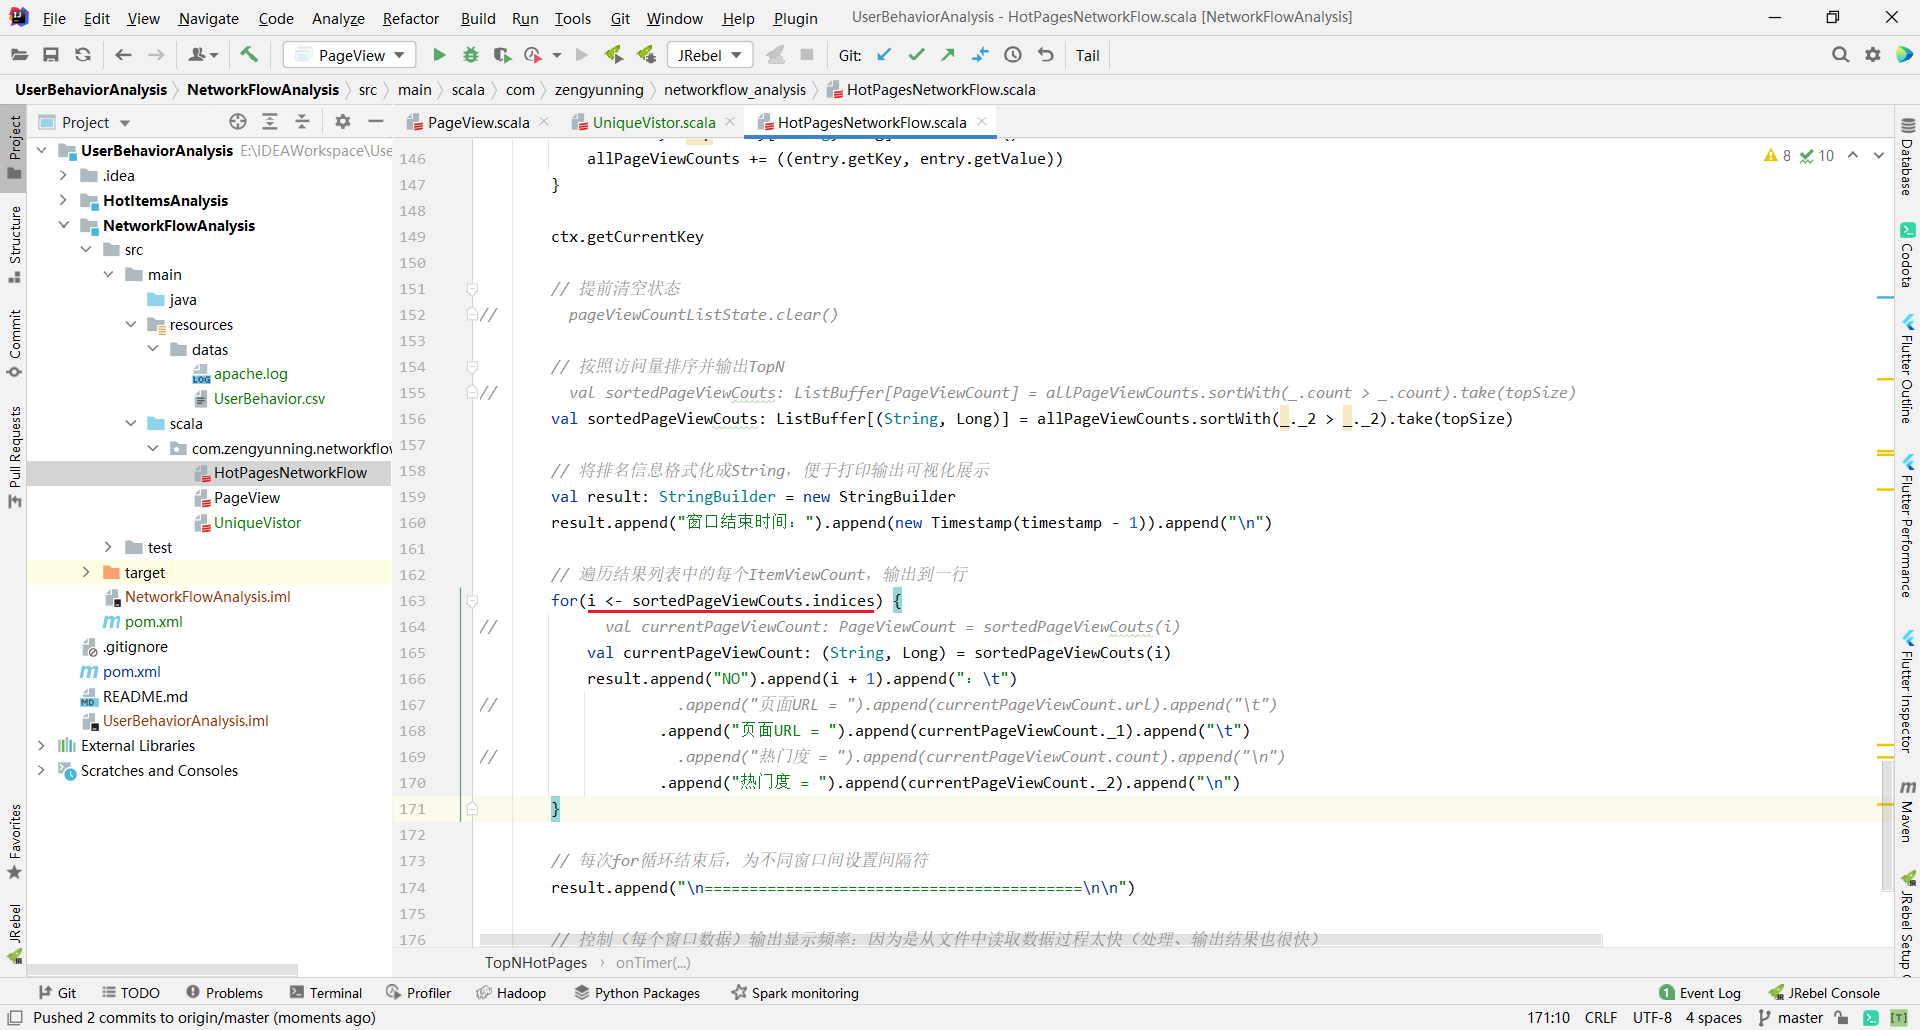 File Edit View Navigate Code Analyze Refactor Build Run Tools Git Window Help Plugin UserBehaviorAnalysis - HotPagesNetworkFlow.scala [NetworkFlowAnalysis]
PageView JRebel Git: Tail
UserBehaviorAnalysis NetworkFlowAnalysis src main scala com zengyunning networkflow_analysis HotPagesNetworkFlow.scala
Project
PageView.scala UniqueVistor.scala HotPagesNetworkFlow.scala
UserBehaviorAnalysis E:\IDEAWorkspace\Use
.idea
HotItemsAnalysis
NetworkFlowAnalysis
src
main
java
resources
datas
apache.log
UserBehavior.csv
scala
com.zengyunning.networkflow
HotPagesNetworkFlow
PageView
UniqueVistor
test
target
NetworkFlowAnalysis.iml
pom.xml
.gitignore
pom.xml
README.md
UserBehaviorAnalysis.iml
External Libraries
Scratches and Consoles
8 10
146 allPageViewCounts += ((entry.getKey, entry.getValue))
147 }
148
149 ctx.getCurrentKey
150
151 // 提前清空状态
152 // pageViewCountListState.clear()
153
154 // 按照访问量排序并输出TopN
155 // val sortedPageViewCouts: ListBuffer[PageViewCount] = allPageViewCounts.sortWith(_.count > _.count).take(topSize)
156 val sortedPageViewCouts: ListBuffer[(String, Long)] = allPageViewCounts.sortWith(_._2 > _._2).take(topSize)
157
158 // 将排名信息格式化成String，便于打印输出可视化展示
159 val result: StringBuilder = new StringBuilder
160 result.append("窗口结束时间：").append(new Timestamp(timestamp - 1)).append("\n")
161
162 // 遍历结果列表中的每个ItemViewCount，输出到一行
163 for(i <- sortedPageViewCouts.indices) {
164 // val currentPageViewCount: PageViewCount = sortedPageViewCouts(i)
165 val currentPageViewCount: (String, Long) = sortedPageViewCouts(i)
166 result.append("NO").append(i + 1).append("：\t")
167 // .append("页面URL = ").append(currentPageViewCount.url).append("\t")
168 .append("页面URL = ").append(currentPageViewCount._1).append("\t")
169 // .append("热门度 = ").append(currentPageViewCount.count).append("\n")
170 .append("热门度 = ").append(currentPageViewCount._2).append("\n")
171 }
172
173 // 每次for循环结束后，为不同窗口间设置间隔符
174 result.append("\n==========================================\n\n")
175
176 // 控制（每个窗口数据）输出显示频率：因为是从文件中读取数据过程太快（处理、输出结果也很快）
TopNHotPages onTimer(...)
Project
Structure
Commit
Pull Requests
Favorites
JRebel
Database
Codota
Flutter Outline
Flutter Performance
Flutter Inspector
Maven
JRebel Setup
Git TODO Problems Terminal Profiler Hadoop Python Packages Spark monitoring 1 Event Log JRebel Console
Pushed 2 commits to origin/master (moments ago) 171:10 CRLF UTF-8 4 spaces master